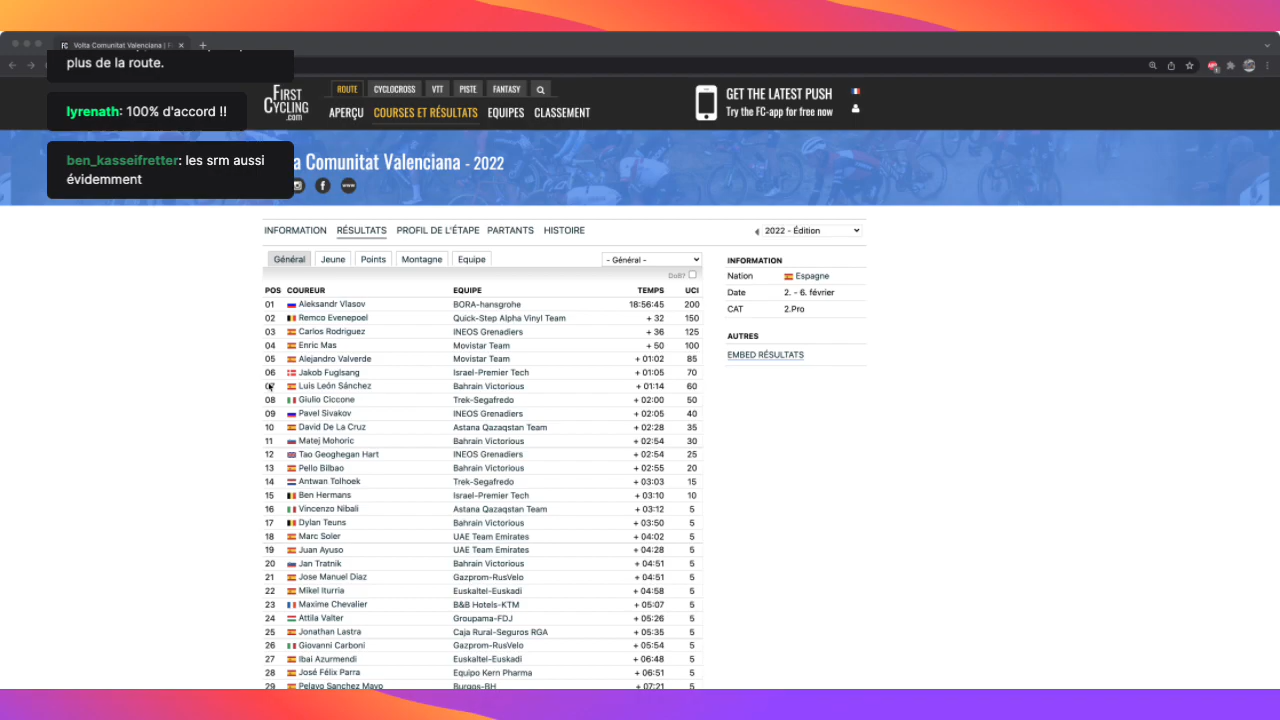 Volta Comunitat Valenciana | F
plus de la route.
lyrenath: 100% d'accord !!
ben_kasseifretter: les srm aussi
évidemment
FIRST
CYCLING
.com
ROUTE CYCLOCROSS VTT PISTE FANTASY
APERÇU COURSES ET RÉSULTATS EQUIPES CLASSEMENT
GET THE LATEST PUSH
Try the FC-app for free now
a Comunitat Valenciana - 2022
www
INFORMATION RÉSULTATS PROFIL DE L'ÉTAPE PARTANTS HISTOIRE
2022 - Édition
Général Jeune Points Montagne Equipe
- Général -
Do87
POS COUREUR EQUIPE TEMPS UCI
01 Aleksandr Vlasov BORA-hansgrohe 18:56:45 200
02 Remco Evenepoel Quick-Step Alpha Vinyl Team + 32 150
03 Carlos Rodriguez INEOS Grenadiers + 36 125
04 Enric Mas Movistar Team + 50 100
05 Alejandro Valverde Movistar Team + 01:02 85
06 Jakob Fuglsang Israel-Premier Tech + 01:05 70
07 Luis León Sánchez Bahrain Victorious + 01:14 60
08 Giulio Ciccone Trek-Segafredo + 02:00 50
09 Pavel Sivakov INEOS Grenadiers + 02:05 40
10 David De La Cruz Astana Qazaqstan Team + 02:28 35
11 Matej Mohoric Bahrain Victorious + 02:54 30
12 Tao Geoghegan Hart INEOS Grenadiers + 02:54 25
13 Pello Bilbao Bahrain Victorious + 02:55 20
14 Antwan Tolhoek Trek-Segafredo + 03:03 15
15 Ben Hermans Israel-Premier Tech + 03:10 10
16 Vincenzo Nibali Astana Qazaqstan Team + 03:12 5
17 Dylan Teuns Bahrain Victorious + 03:50 5
18 Marc Soler UAE Team Emirates + 04:02 5
19 Juan Ayuso UAE Team Emirates + 04:28 5
20 Jan Tratnik Bahrain Victorious + 04:51 5
21 Jose Manuel Diaz Gazprom-RusVelo + 04:51 5
22 Mikel Iturria Euskaltel-Euskadi + 04:58 5
23 Maxime Chevalier B&B Hotels-KTM + 05:07 5
24 Attila Valter Groupama-FDJ + 05:26 5
25 Jonathan Lastra Caja Rural-Seguros RGA + 05:35 5
26 Giovanni Carboni Gazprom-RusVelo + 05:54 5
27 Ibai Azurmendi Euskaltel-Euskadi + 06:48 5
28 José Félix Parra Equipo Kern Pharma + 06:51 5
29 Pelayo Sanchez Mayo Burgos-BH + 07:21 5
INFORMATION
Nation Espagne
Date 2. - 6. février
CAT 2.Pro
AUTRES
EMBED RÉSULTATS